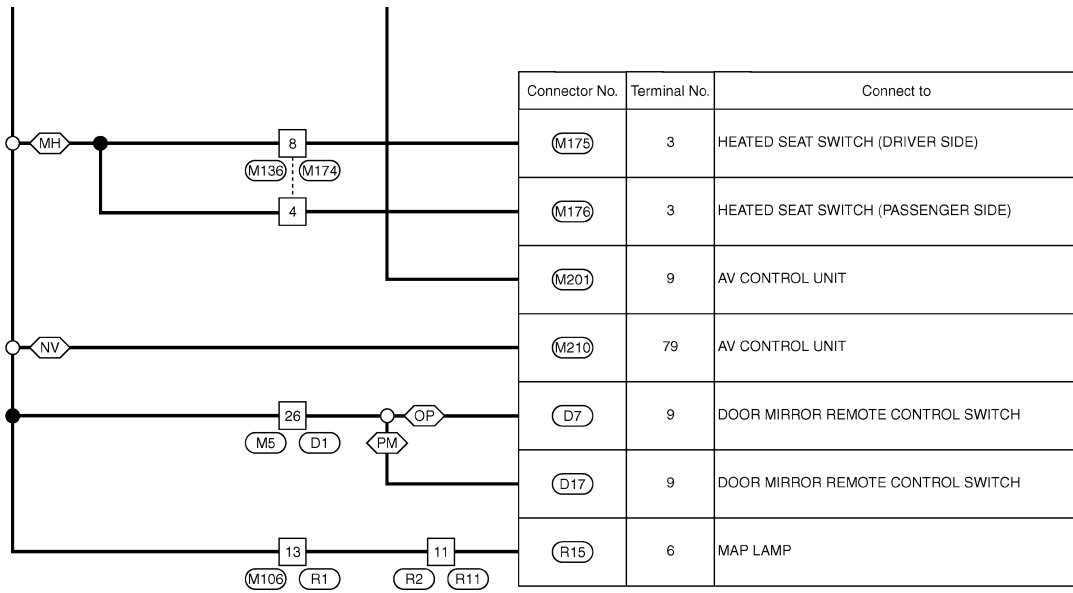 Connector No. Terminal No. Connect to
MH 8 M175 3 HEATED SEAT SWITCH (DRIVER SIDE)
M136 M174
4 M176 3 HEATED SEAT SWITCH (PASSENGER SIDE)
M201 9 AV CONTROL UNIT
NV M210 79 AV CONTROL UNIT
26 OP D7 9 DOOR MIRROR REMOTE CONTROL SWITCH
M5 D1 PM
D17 9 DOOR MIRROR REMOTE CONTROL SWITCH
13 11 R15 6 MAP LAMP
M106 R1 R2 R11